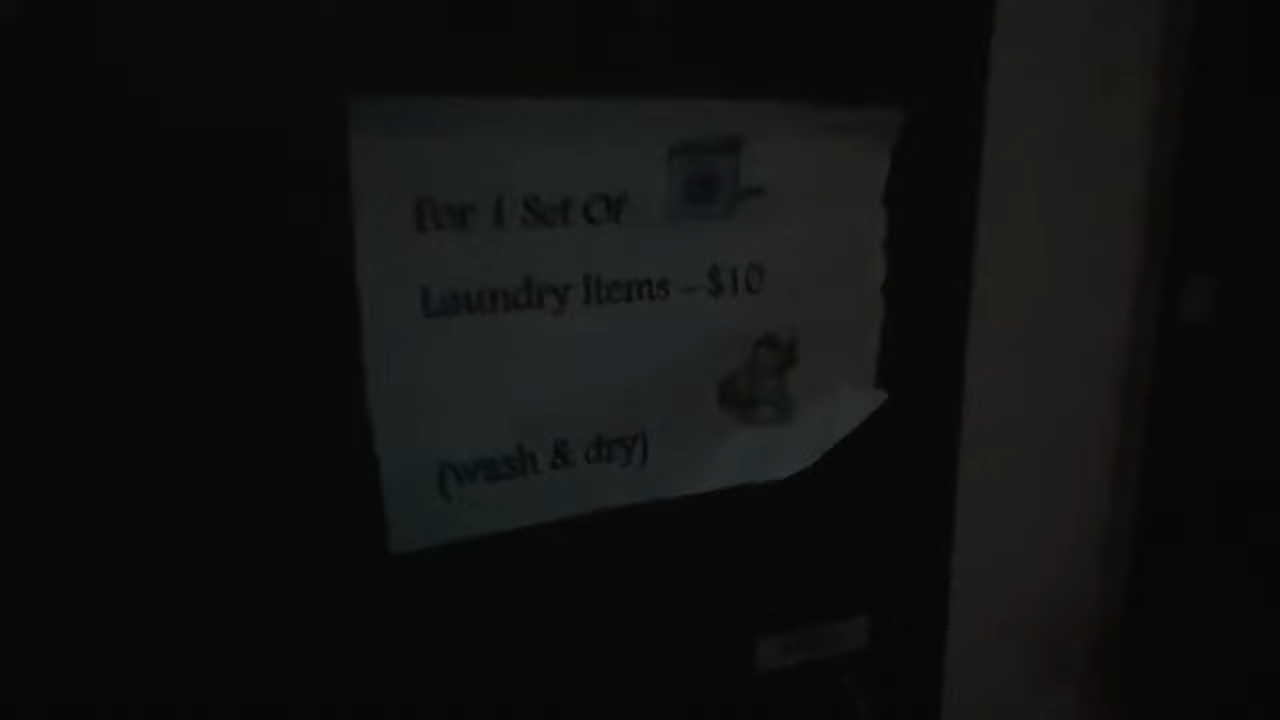 For 1 Set Of
Laundry Items - $10
(wash & dry)